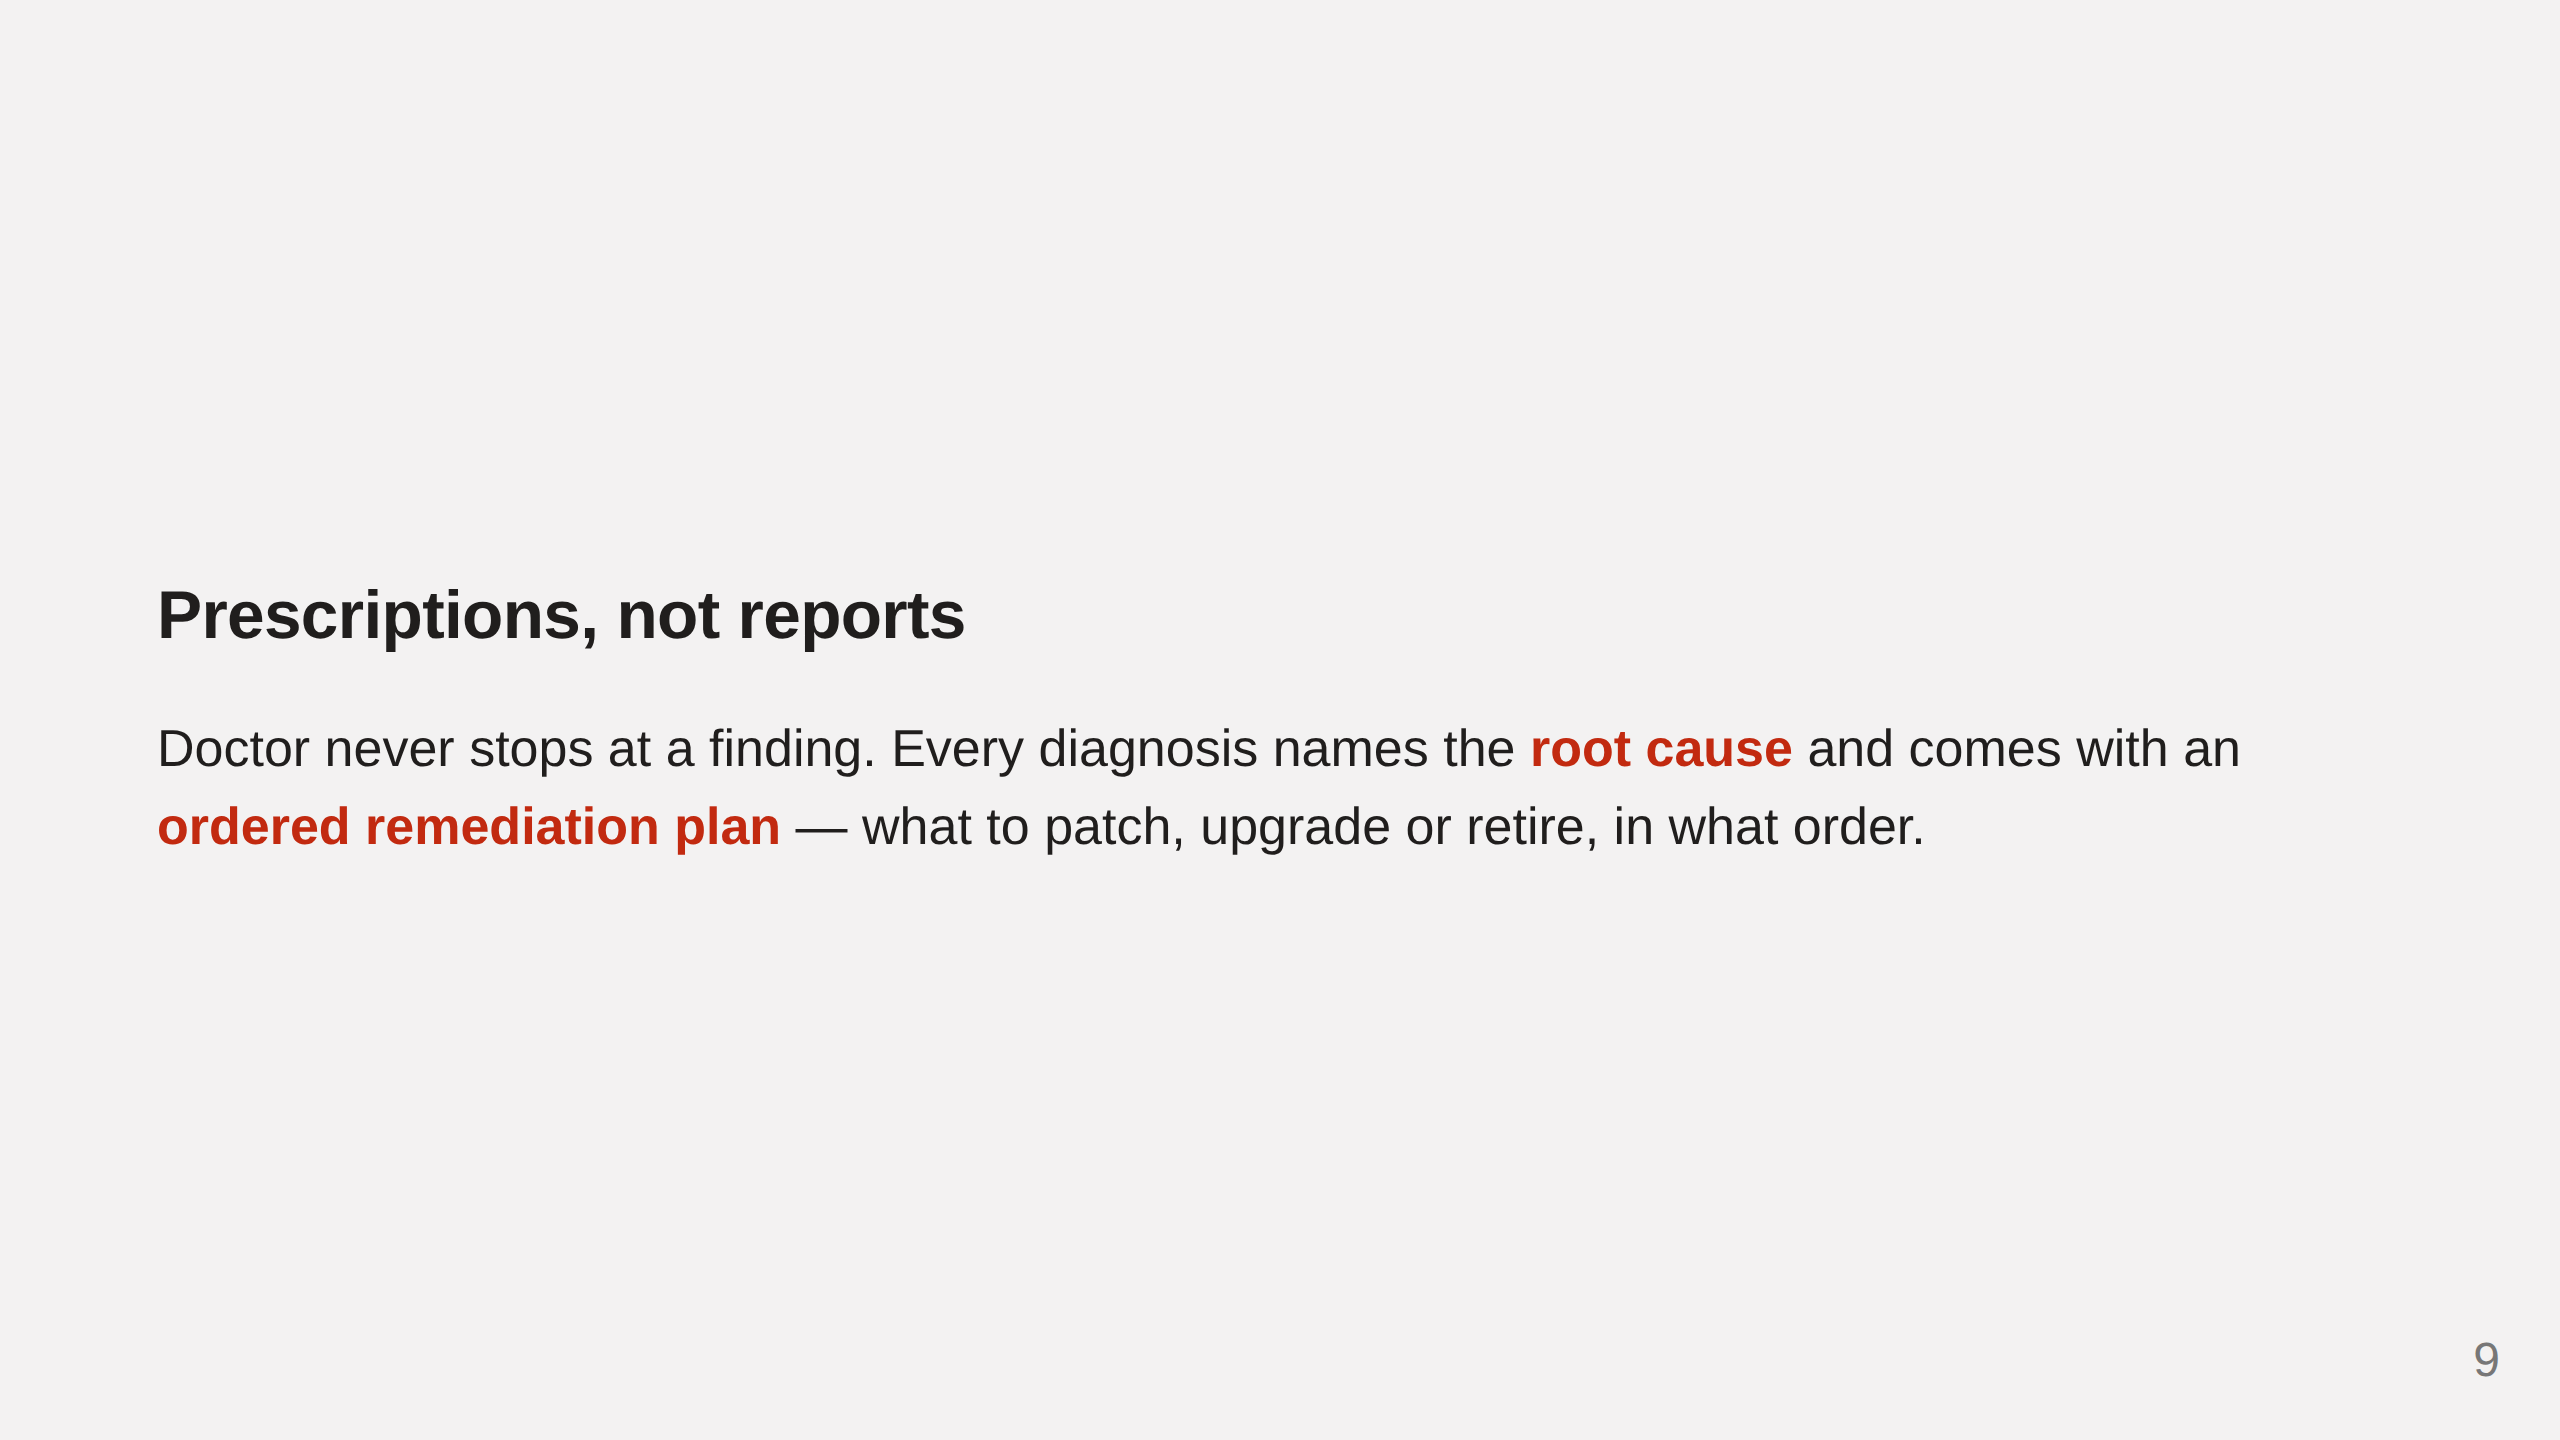 Prescriptions, not reports
Doctor never stops at a finding. Every diagnosis names the root cause and comes with an
ordered remediation plan — what to patch, upgrade or retire, in what order.
9